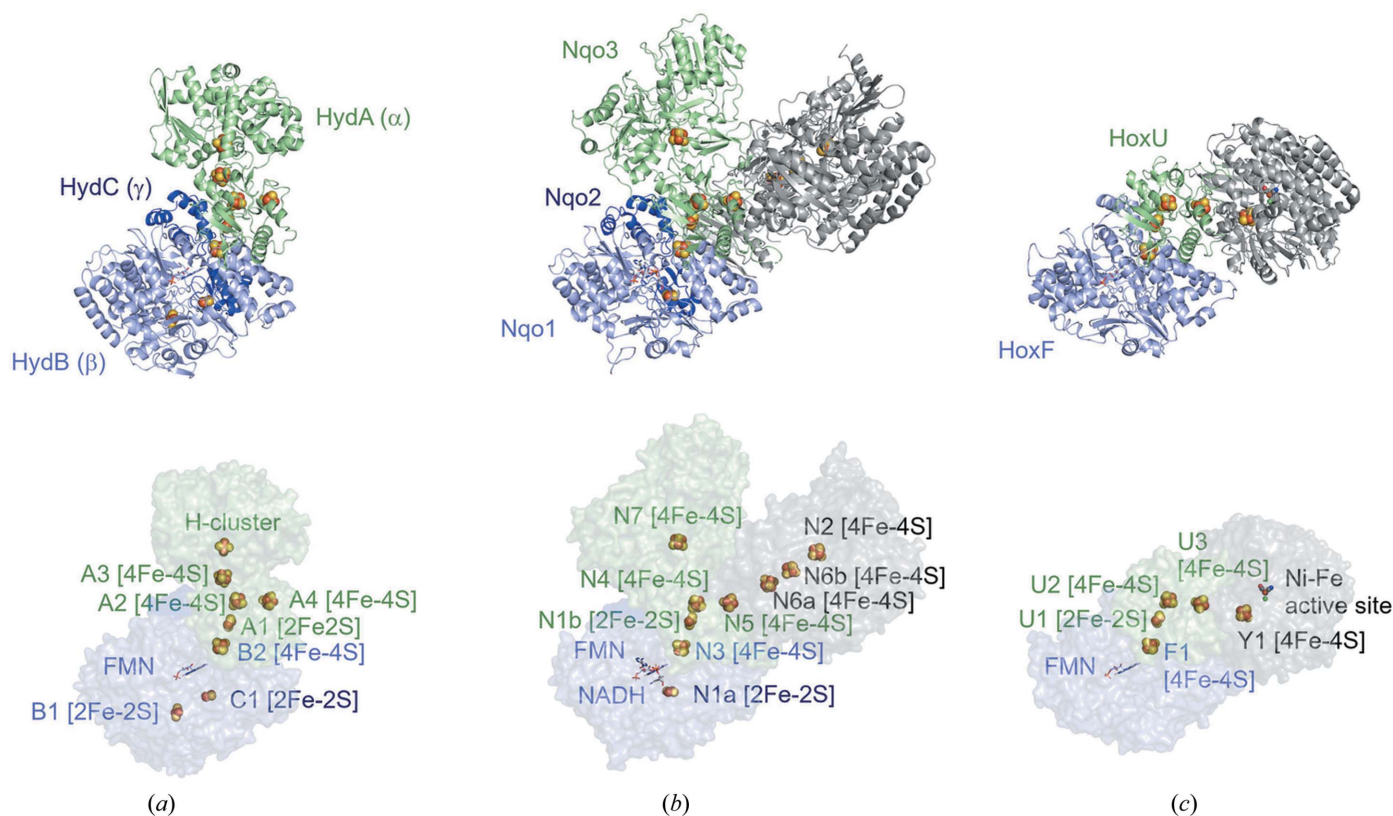 Nqo3
HydA (α)
HoxU
HydC (γ)
Nqo2
Nqo1
HydB (β)
HoxF
H-cluster
A3 [4Fe-4S]
A2 [4Fe-4S]
A4 [4Fe-4S]
A1 [2Fe2S]
B2 [4Fe-4S]
FMN
C1 [2Fe-2S]
B1 [2Fe-2S]
N7 [4Fe-4S]
N2 [4Fe-4S]
N4 [4Fe-4S]
N6b [4Fe-4S]
N6a [4Fe-4S]
N1b [2Fe-2S]
N5 [4Fe-4S]
FMN
N3 [4Fe-4S]
NADH
N1a [2Fe-2S]
U3
[4Fe-4S]
U2 [4Fe-4S]
Ni-Fe
active site
U1 [2Fe-2S]
Y1 [4Fe-4S]
FMN
F1
[4Fe-4S]
(a)
(b)
(c)